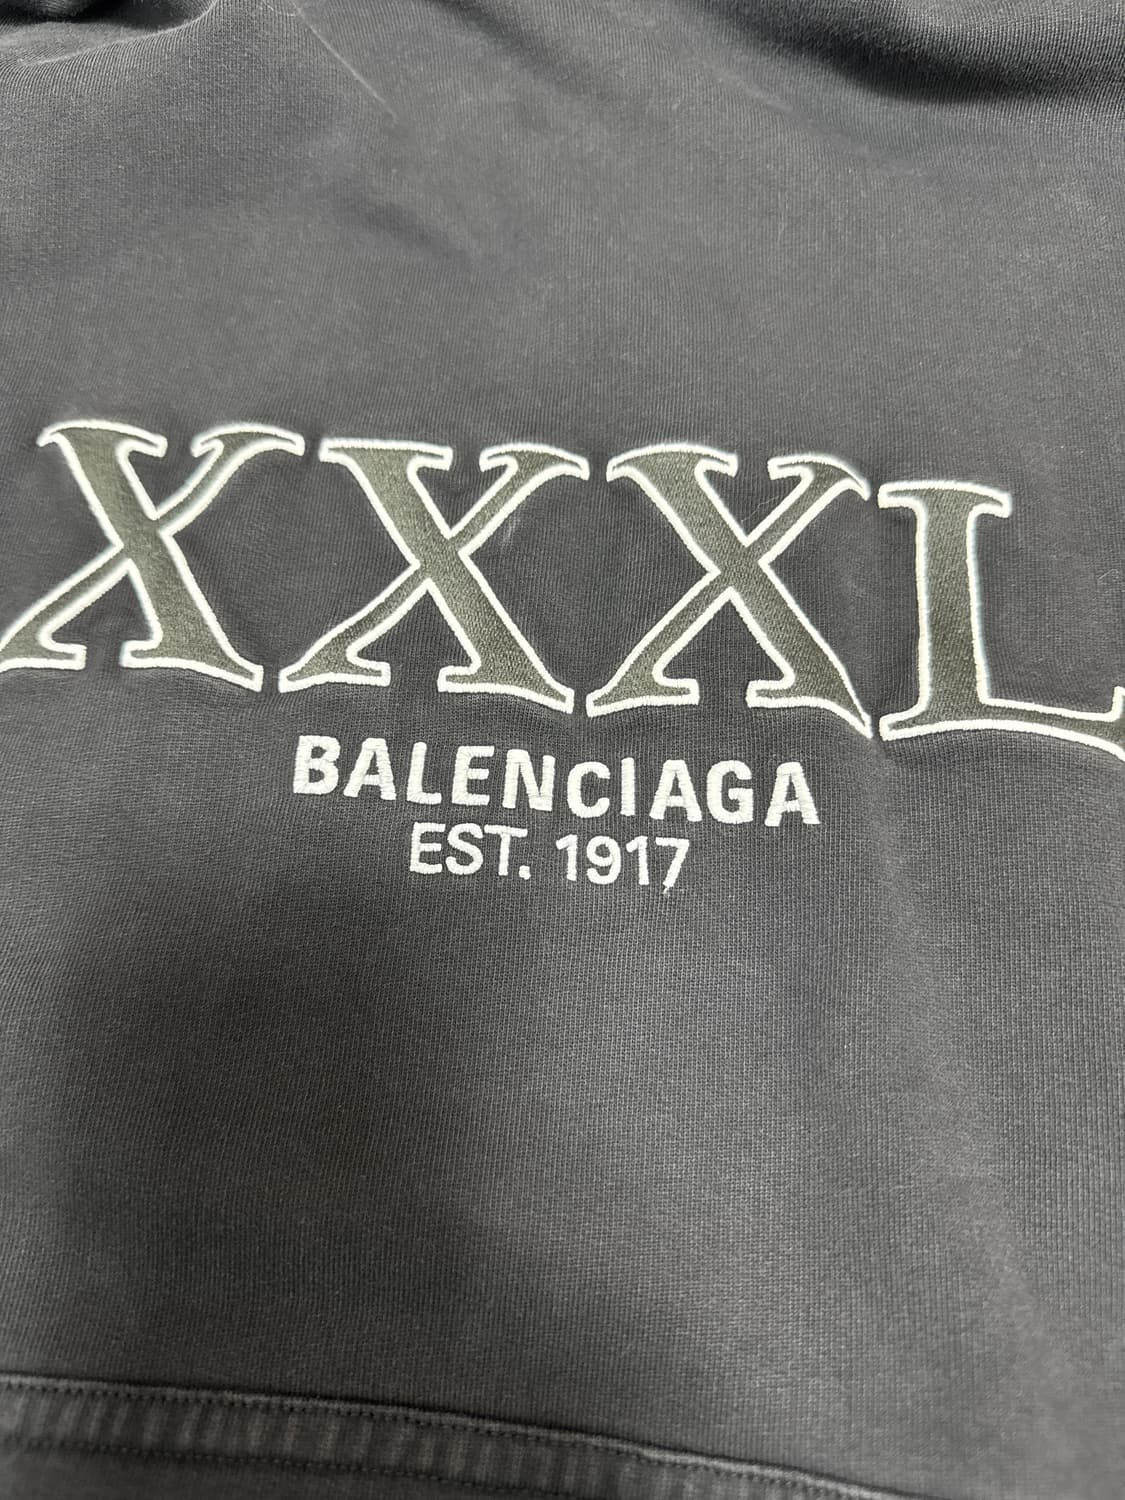 XXXL
BALENCIAGA
EST. 1917